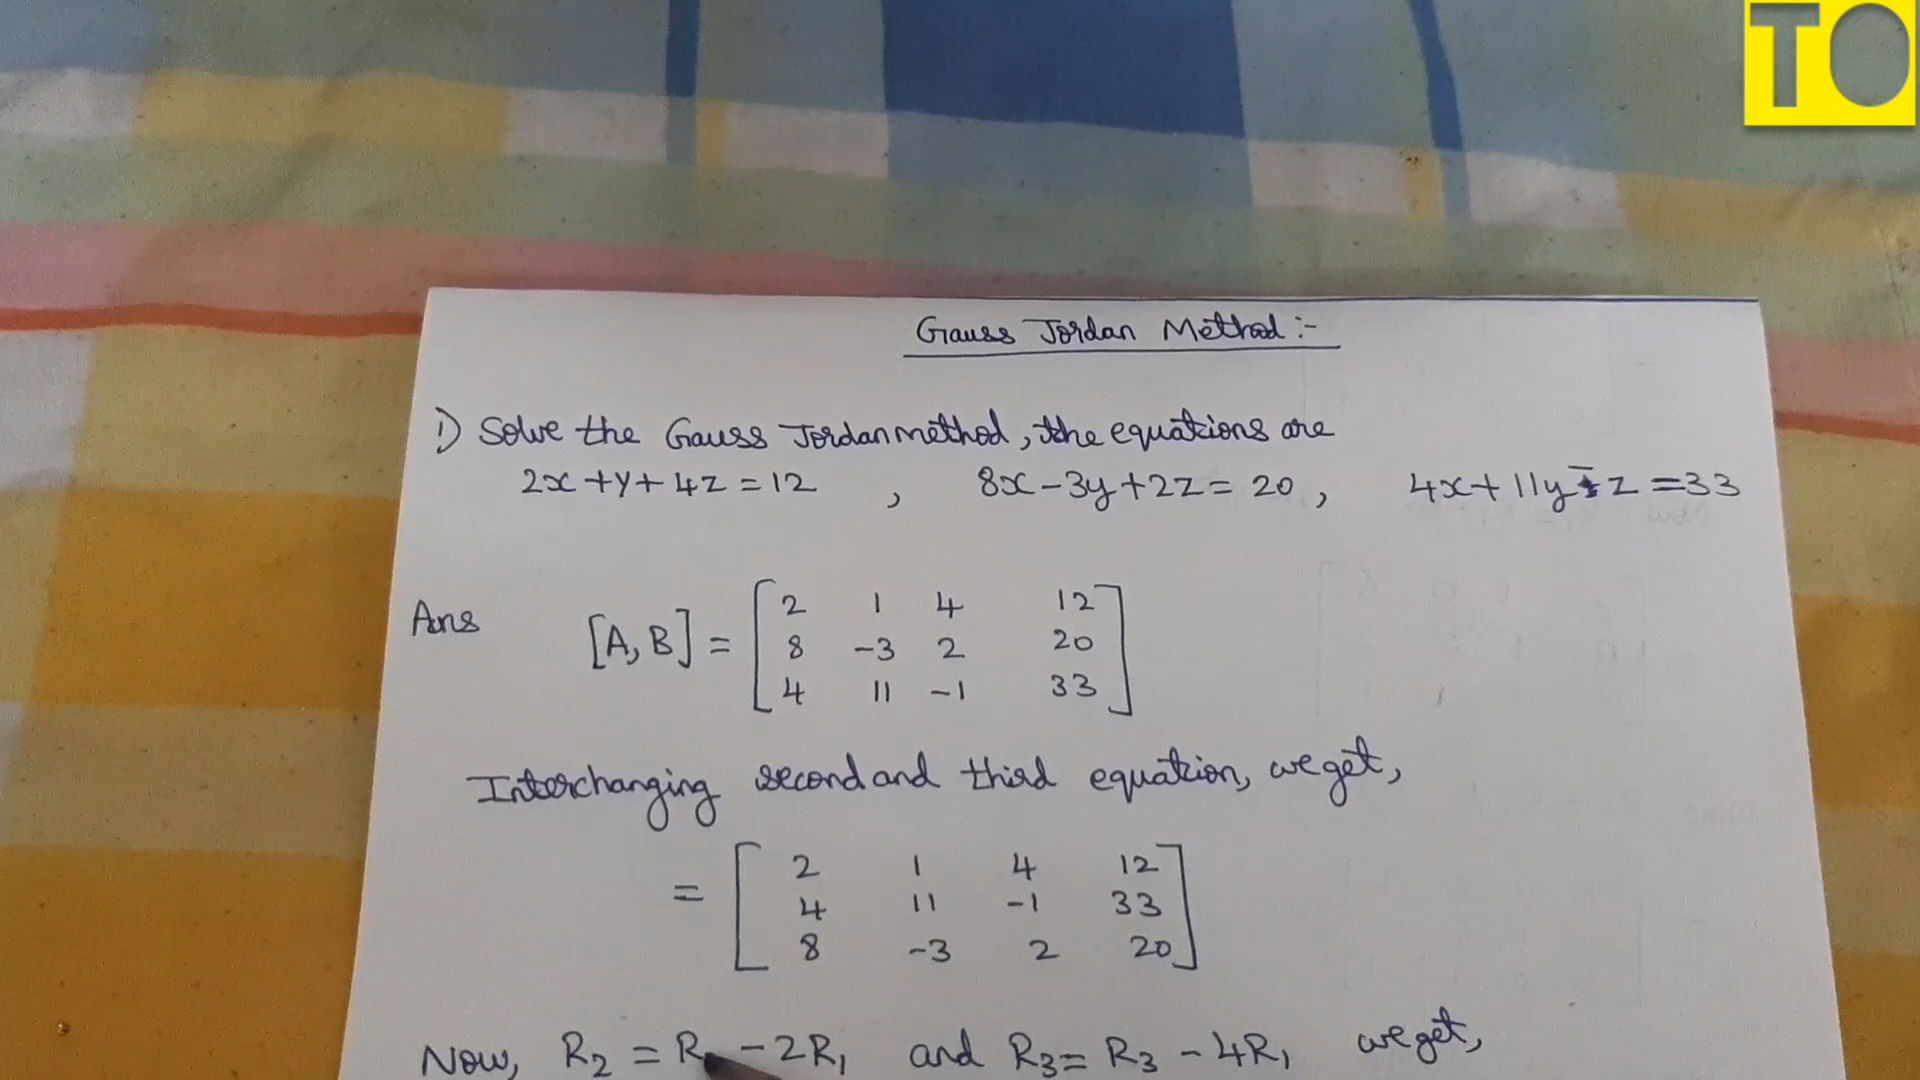 TO
Gauss Jordan Method :-
1) Solve the Gauss Jordan method, the equations are
2x + y + 4z = 12 , 8x - 3y + 2z = 20 , 4x + 11y - z = 33
Ans [A, B] = [ 2 1 4 12
8 -3 2 20
4 11 -1 33 ]
Interchanging second and third equation, we get,
= [ 2 1 4 12
4 11 -1 33
8 -3 2 20 ]
Now, R2 = R - 2R1 and R3 = R3 - 4R1 we get,